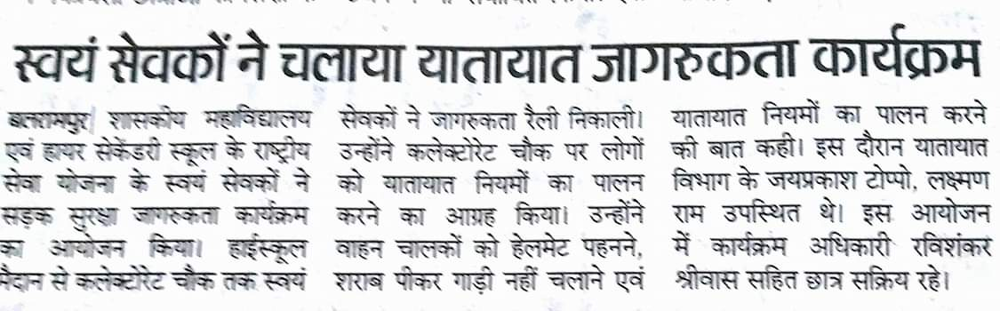 स्वयं सेवकों ने चलाया यातायात जागरुकता कार्यक्रम
बलरामपुर। शासकीय महाविद्यालय
एवं हायर सेकेंडरी स्कूल के राष्ट्रीय
सेवा योजना के स्वयं सेवकों ने
सड़क सुरक्षा जागरुकता कार्यक्रम
का आयोजन किया। हाईस्कूल
मैदान से कलेक्टोरेट चौक तक स्वयं
सेवकों ने जागरुकता रैली निकाली।
उन्होंने कलेक्टोरेट चौक पर लोगों
को यातायात नियमों का पालन
करने का आग्रह किया। उन्होंने
वाहन चालकों को हेलमेट पहनने,
शराब पीकर गाड़ी नहीं चलाने एवं
यातायात नियमों का पालन करने
की बात कही। इस दौरान यातायात
विभाग के जयप्रकाश टोप्पो, लक्ष्मण
राम उपस्थित थे। इस आयोजन
में कार्यक्रम अधिकारी रविशंकर
श्रीवास सहित छात्र सक्रिय रहे।